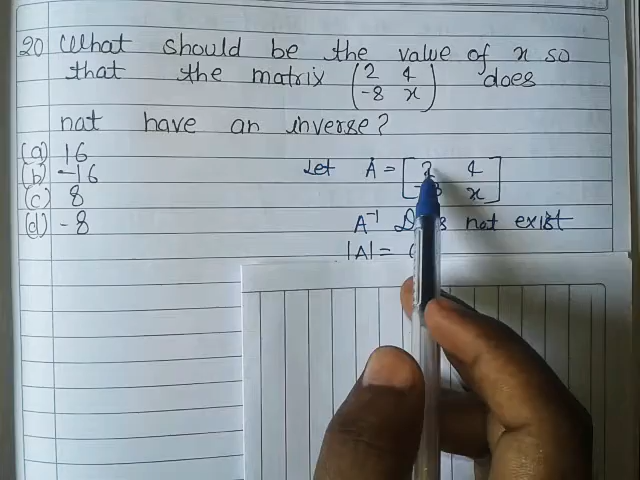 20 What should be the value of x so
that the matrix (2 4
-8 x) does
nat have an inverse?
(a) 16
(b) -16
(c) 8
(d) -8
Let A = [2 4
x]
A⁻¹ not exist
|A| =